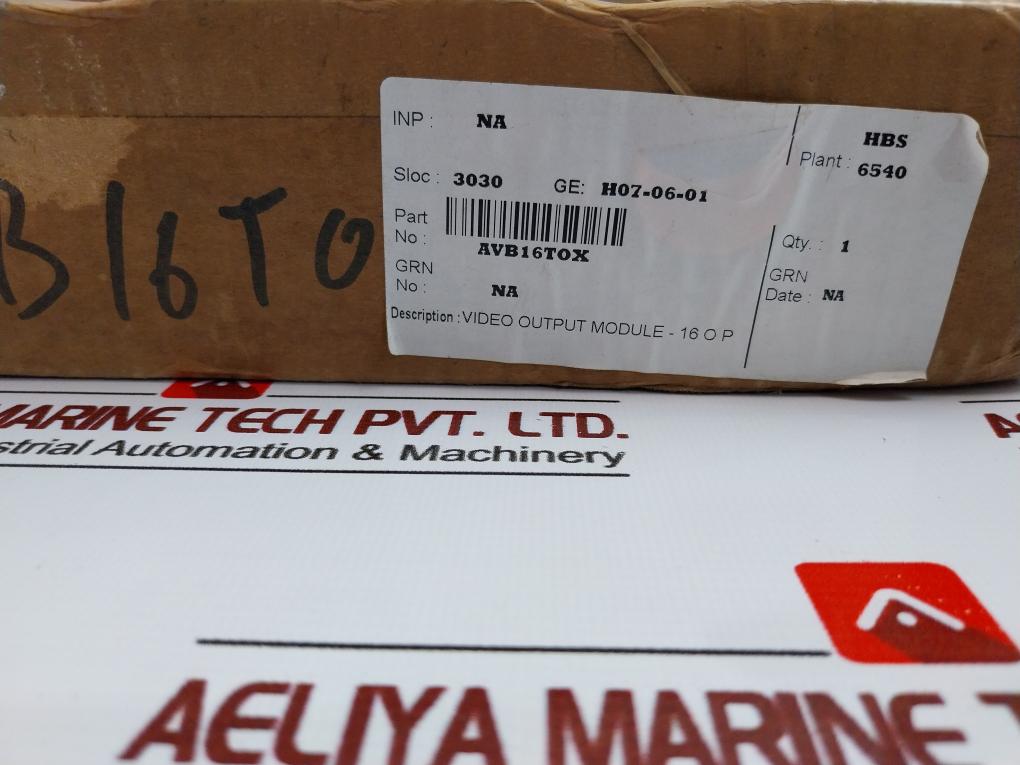 B16TO
INP : NA
HBS
Plant : 6540
Sloc : 3030 GE: H07-06-01
Part No : AVB16TOX
Qty. : 1
GRN No : NA
GRN Date : NA
Description : VIDEO OUTPUT MODULE - 16 O P
MARINE TECH PVT. LTD.
strial Automation & Machinery
A
AELIYA MARINE T